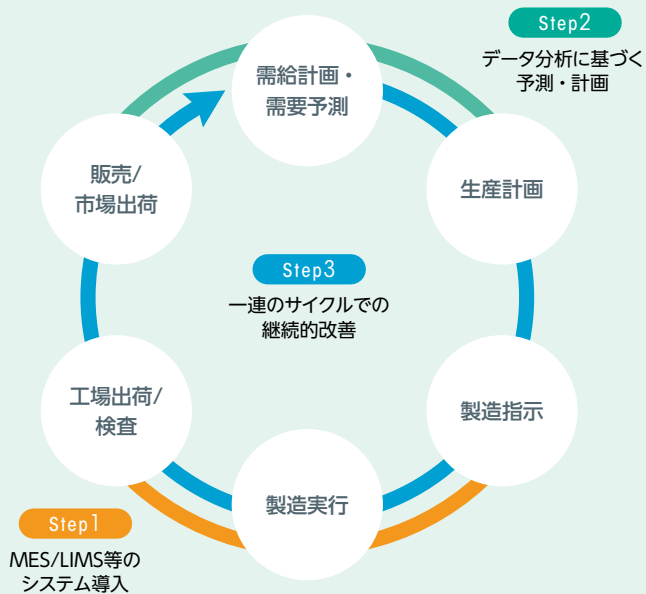 Step2
データ分析に基づく
予測・計画
需給計画・
需要予測
販売/
市場出荷
生産計画
Step3
一連のサイクルでの
継続的改善
工場出荷/
検査
製造指示
製造実行
Step1
MES/LIMS等の
システム導入